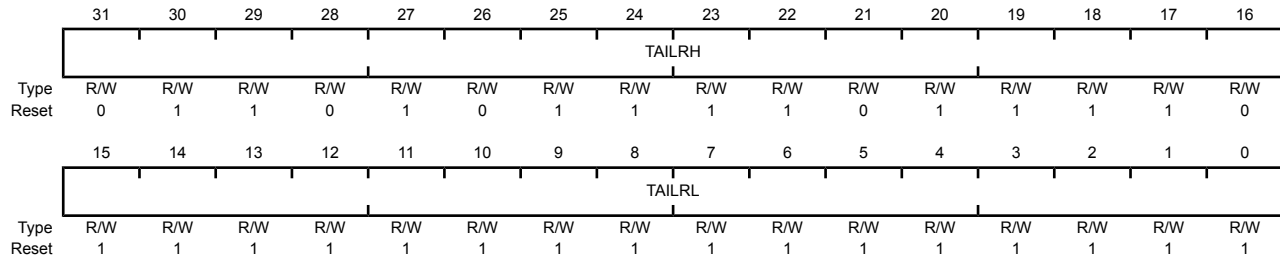 31 30 29 28 27 26 25 24 23 22 21 20 19 18 17 16
TAILRH
Type R/W R/W R/W R/W R/W R/W R/W R/W R/W R/W R/W R/W R/W R/W R/W R/W
Reset 0 1 1 0 1 0 1 1 1 1 0 1 1 1 1 0
15 14 13 12 11 10 9 8 7 6 5 4 3 2 1 0
TAILRL
Type R/W R/W R/W R/W R/W R/W R/W R/W R/W R/W R/W R/W R/W R/W R/W R/W
Reset 1 1 1 1 1 1 1 1 1 1 1 1 1 1 1 1